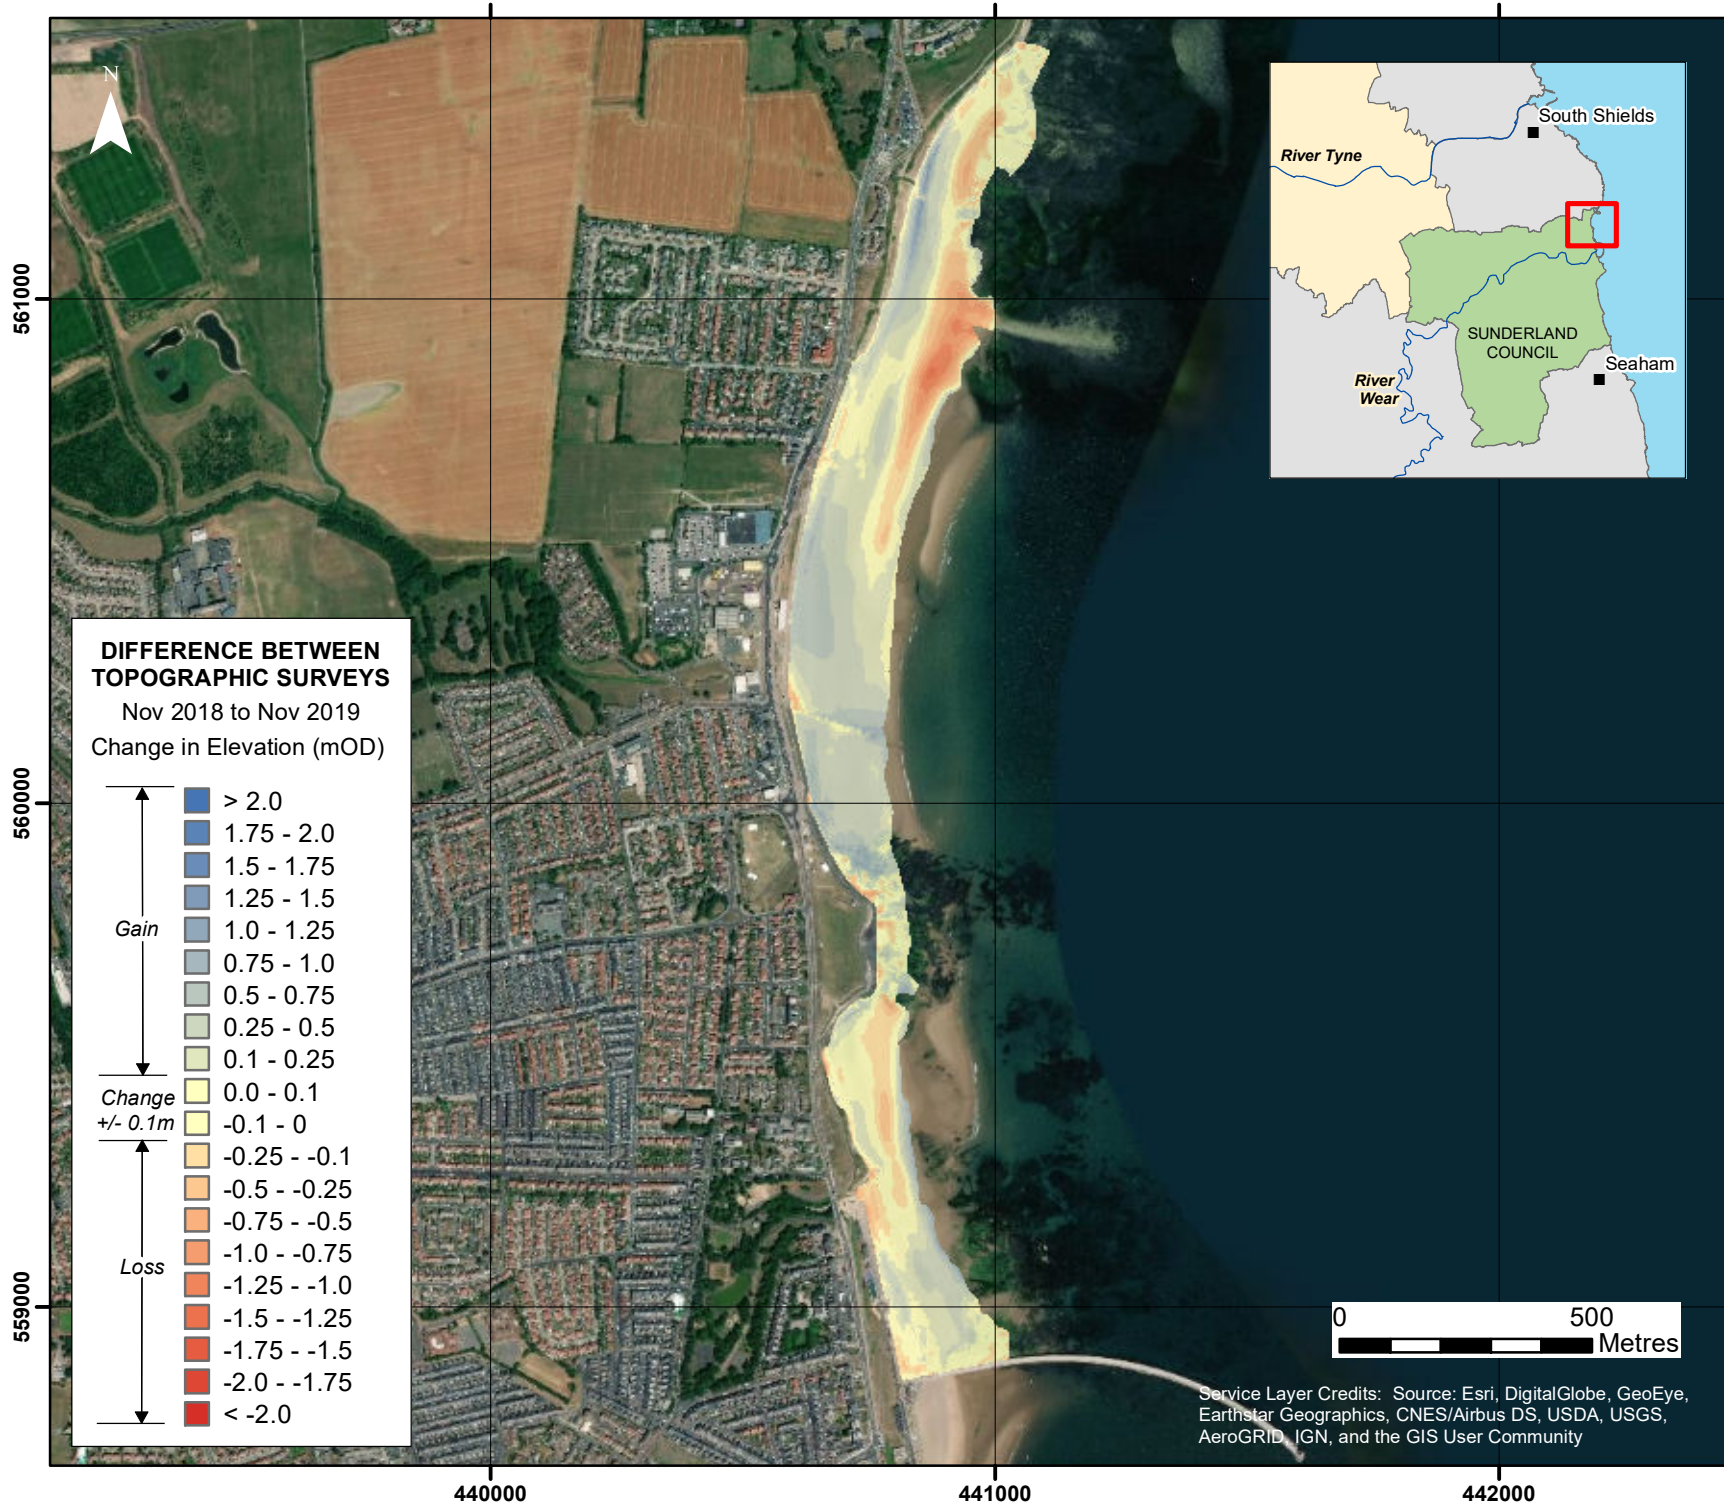 N
South Shields
River Tyne
SUNDERLAND
COUNCIL
Seaham
River
Wear
561000
560000
559000
DIFFERENCE BETWEEN
TOPOGRAPHIC SURVEYS
Nov 2018 to Nov 2019
Change in Elevation (mOD)
> 2.0
1.75 - 2.0
1.5 - 1.75
1.25 - 1.5
Gain
1.0 - 1.25
0.75 - 1.0
0.5 - 0.75
0.25 - 0.5
0.1 - 0.25
Change
+/- 0.1m
0.0 - 0.1
-0.1 - 0
-0.25 - -0.1
-0.5 - -0.25
-0.75 - -0.5
-1.0 - -0.75
Loss
-1.25 - -1.0
-1.5 - -1.25
-1.75 - -1.5
-2.0 - -1.75
< -2.0
0 500
Metres
Service Layer Credits: Source: Esri, DigitalGlobe, GeoEye,
Earthstar Geographics, CNES/Airbus DS, USDA, USGS,
AeroGRID, IGN, and the GIS User Community
440000
441000
442000